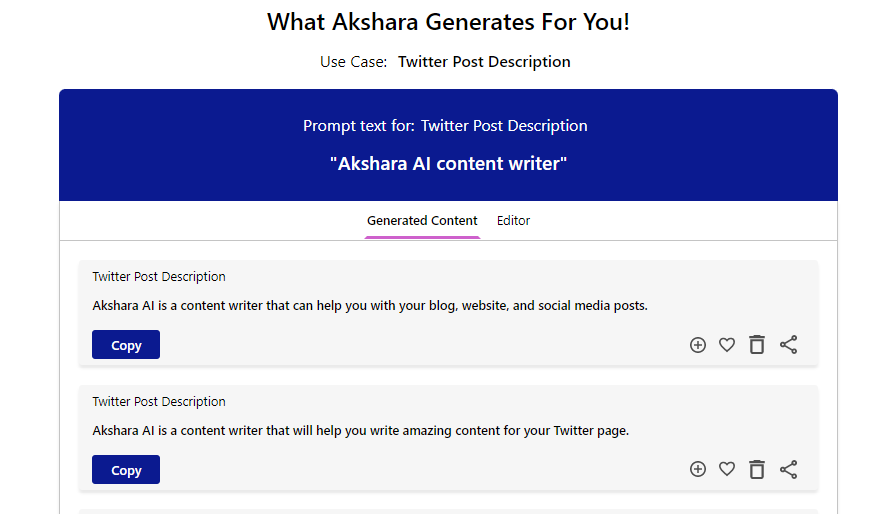 What Akshara Generates For You!
Use Case: Twitter Post Description
Prompt text for: Twitter Post Description
"Akshara AI content writer"
Generated Content Editor
Twitter Post Description
Akshara AI is a content writer that can help you with your blog, website, and social media posts.
Copy
Twitter Post Description
Akshara AI is a content writer that will help you write amazing content for your Twitter page.
Copy